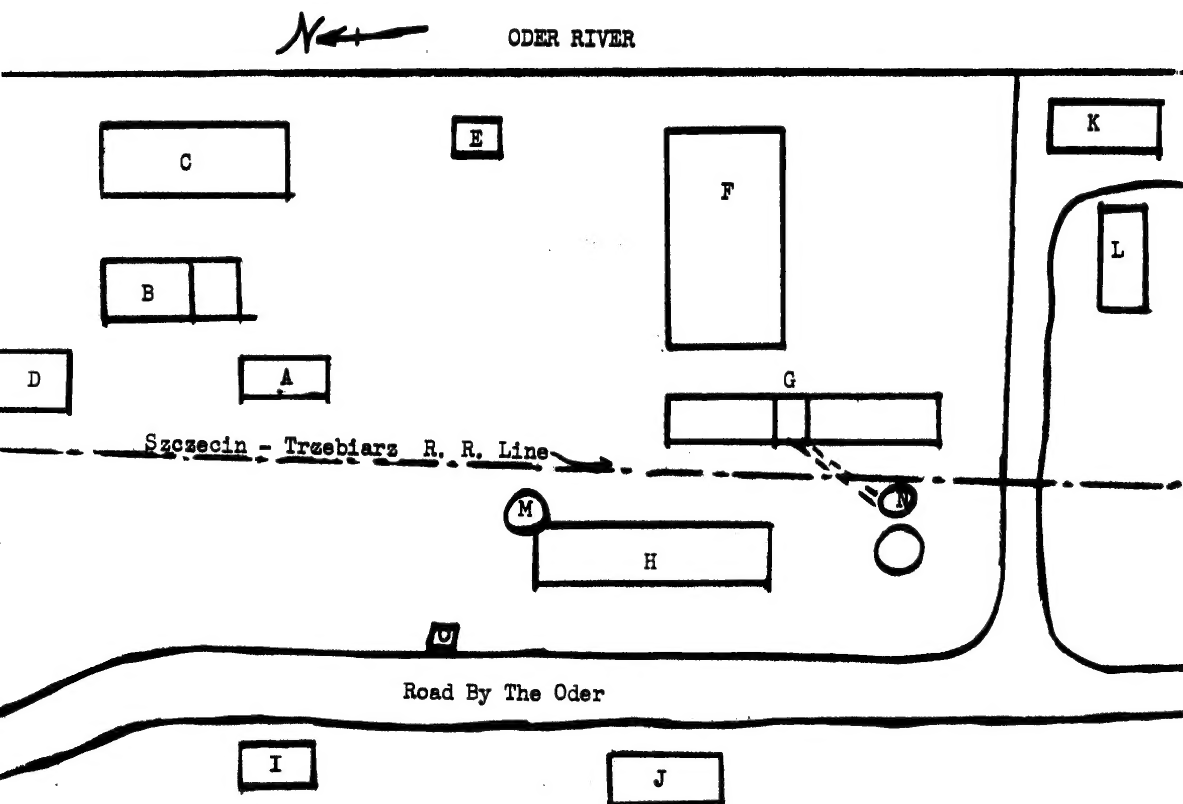 N
ODER RIVER
K
C
E
F
L
B
D
A
G
Szczecin - Trzebiarz R. R. Line
M
N
H
O
Road By The Oder
I
J